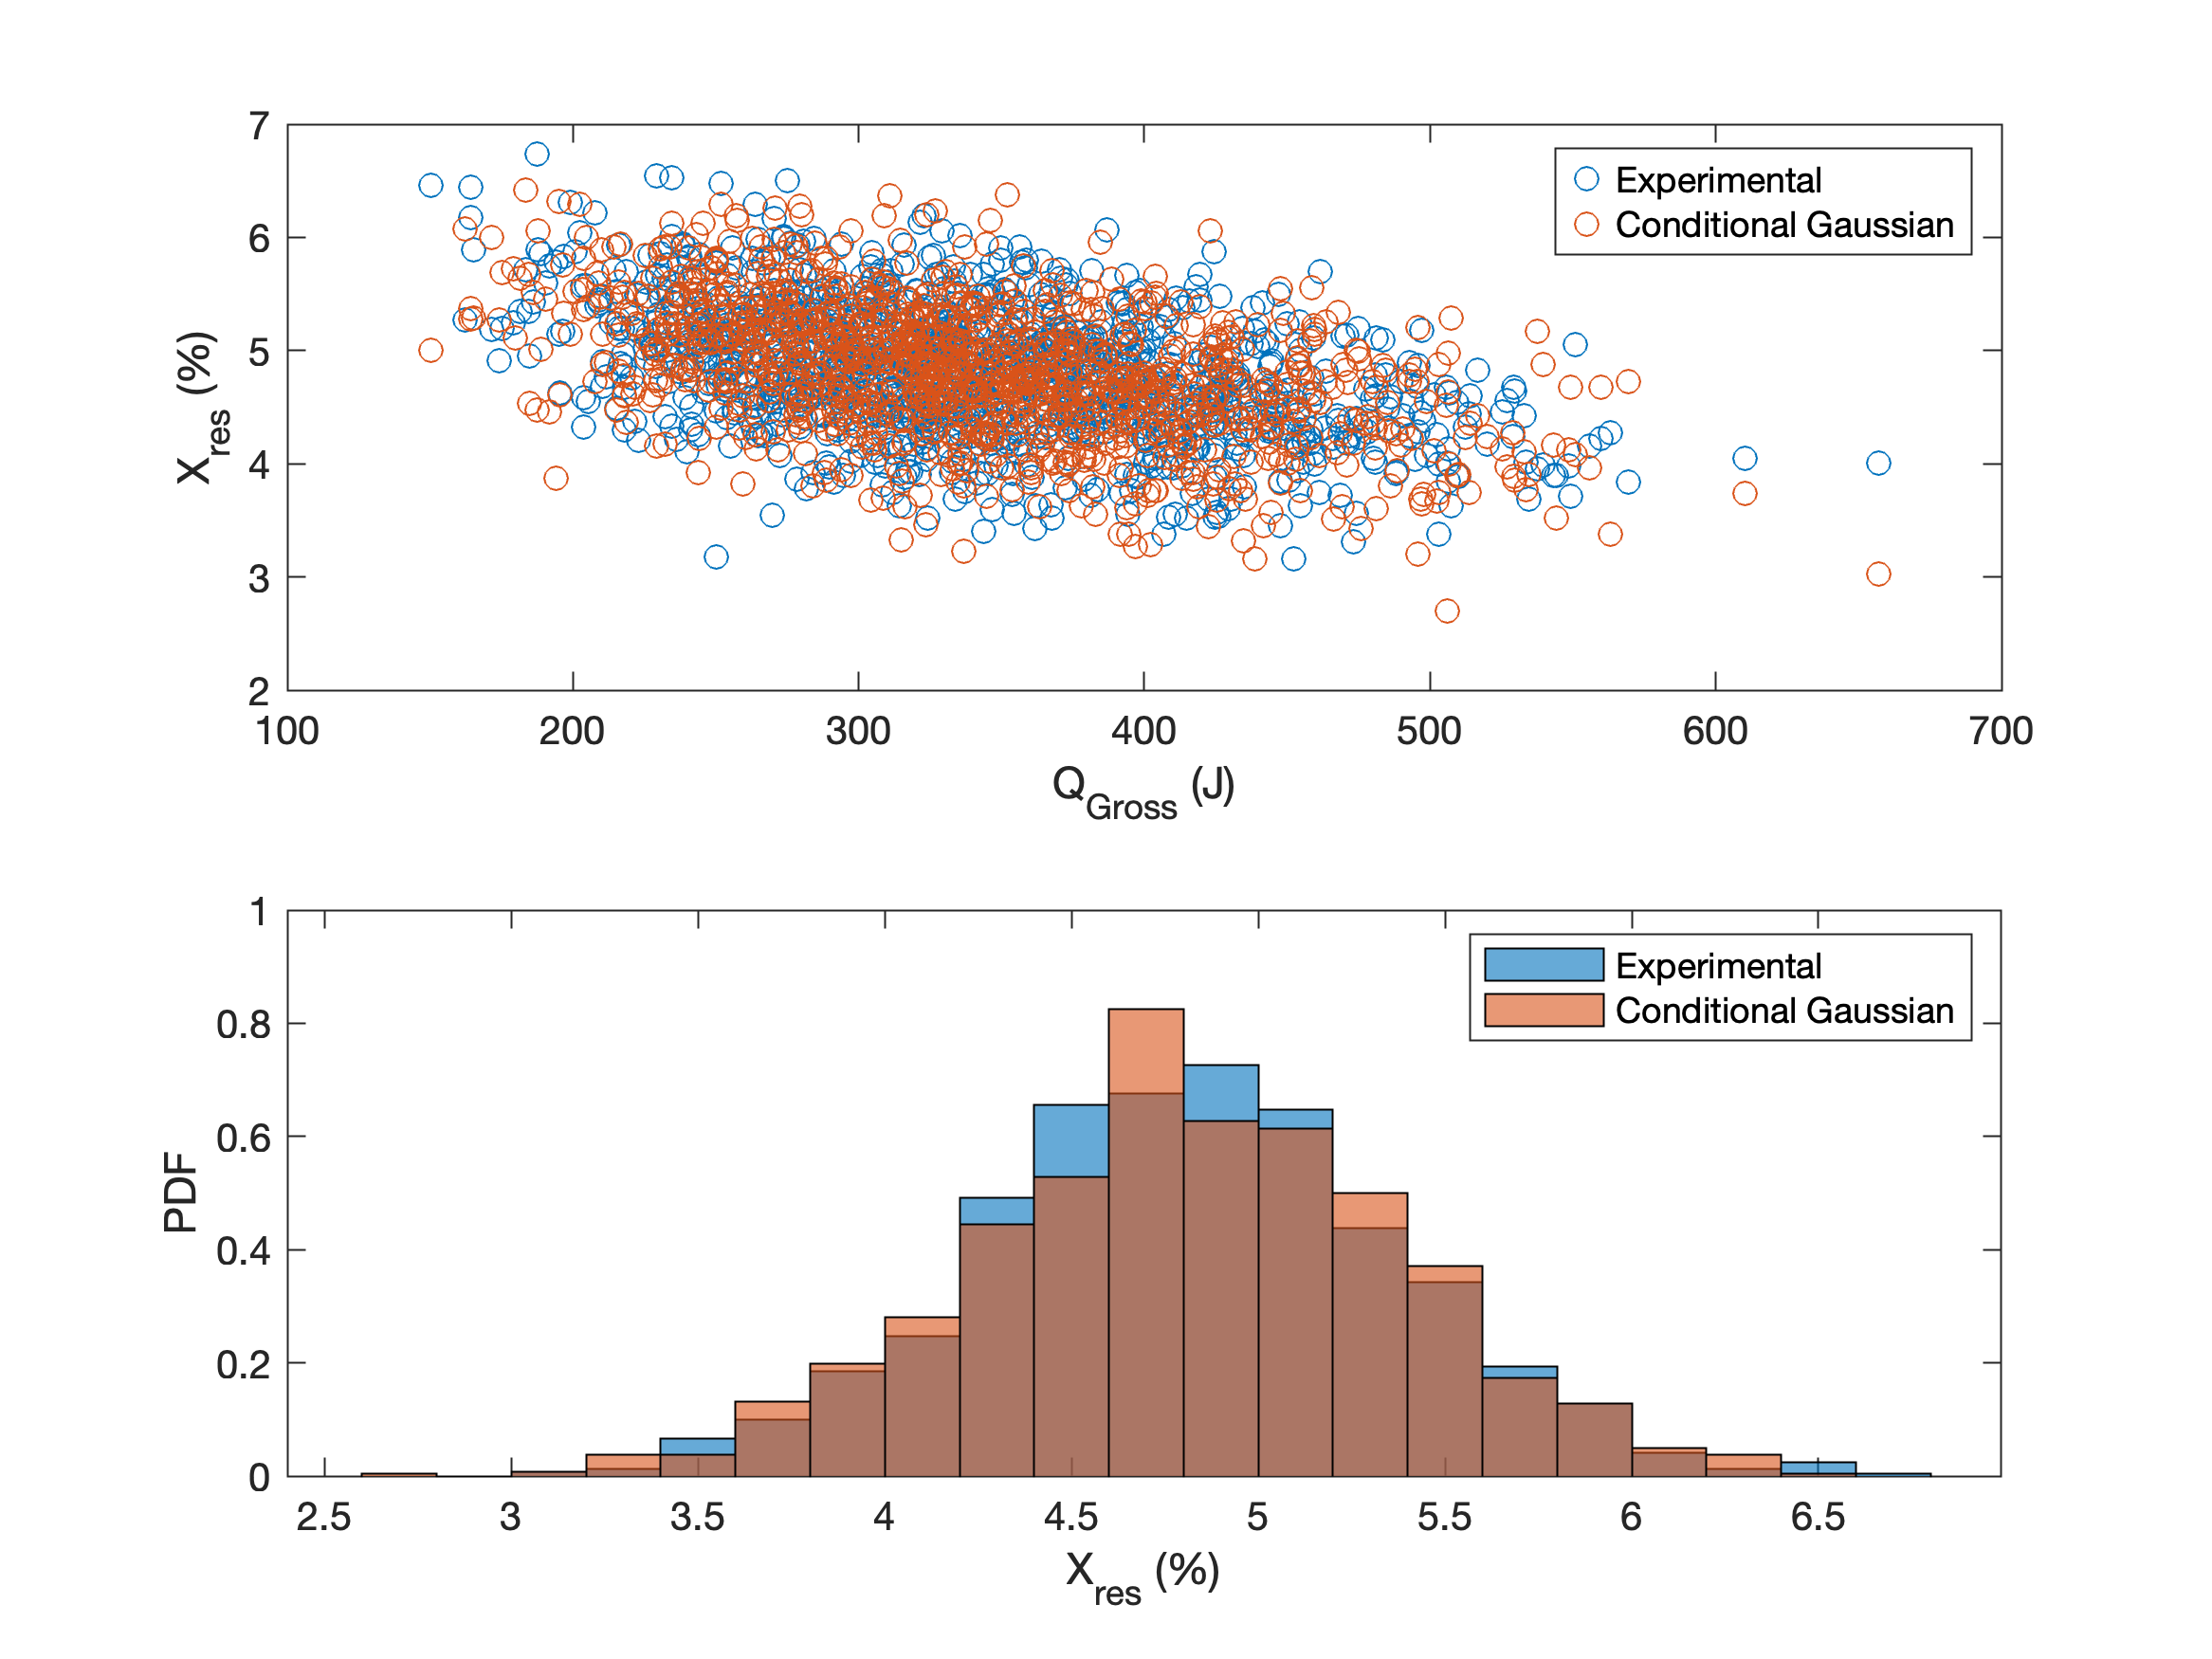 7
6
5
4
3
2
X_res (%)
Experimental
Conditional Gaussian
100 200 300 400 500 600 700
Q_Gross (J)
1
0.8
0.6
0.4
0.2
0
PDF
Experimental
Conditional Gaussian
2.5 3 3.5 4 4.5 5 5.5 6 6.5
X_res (%)